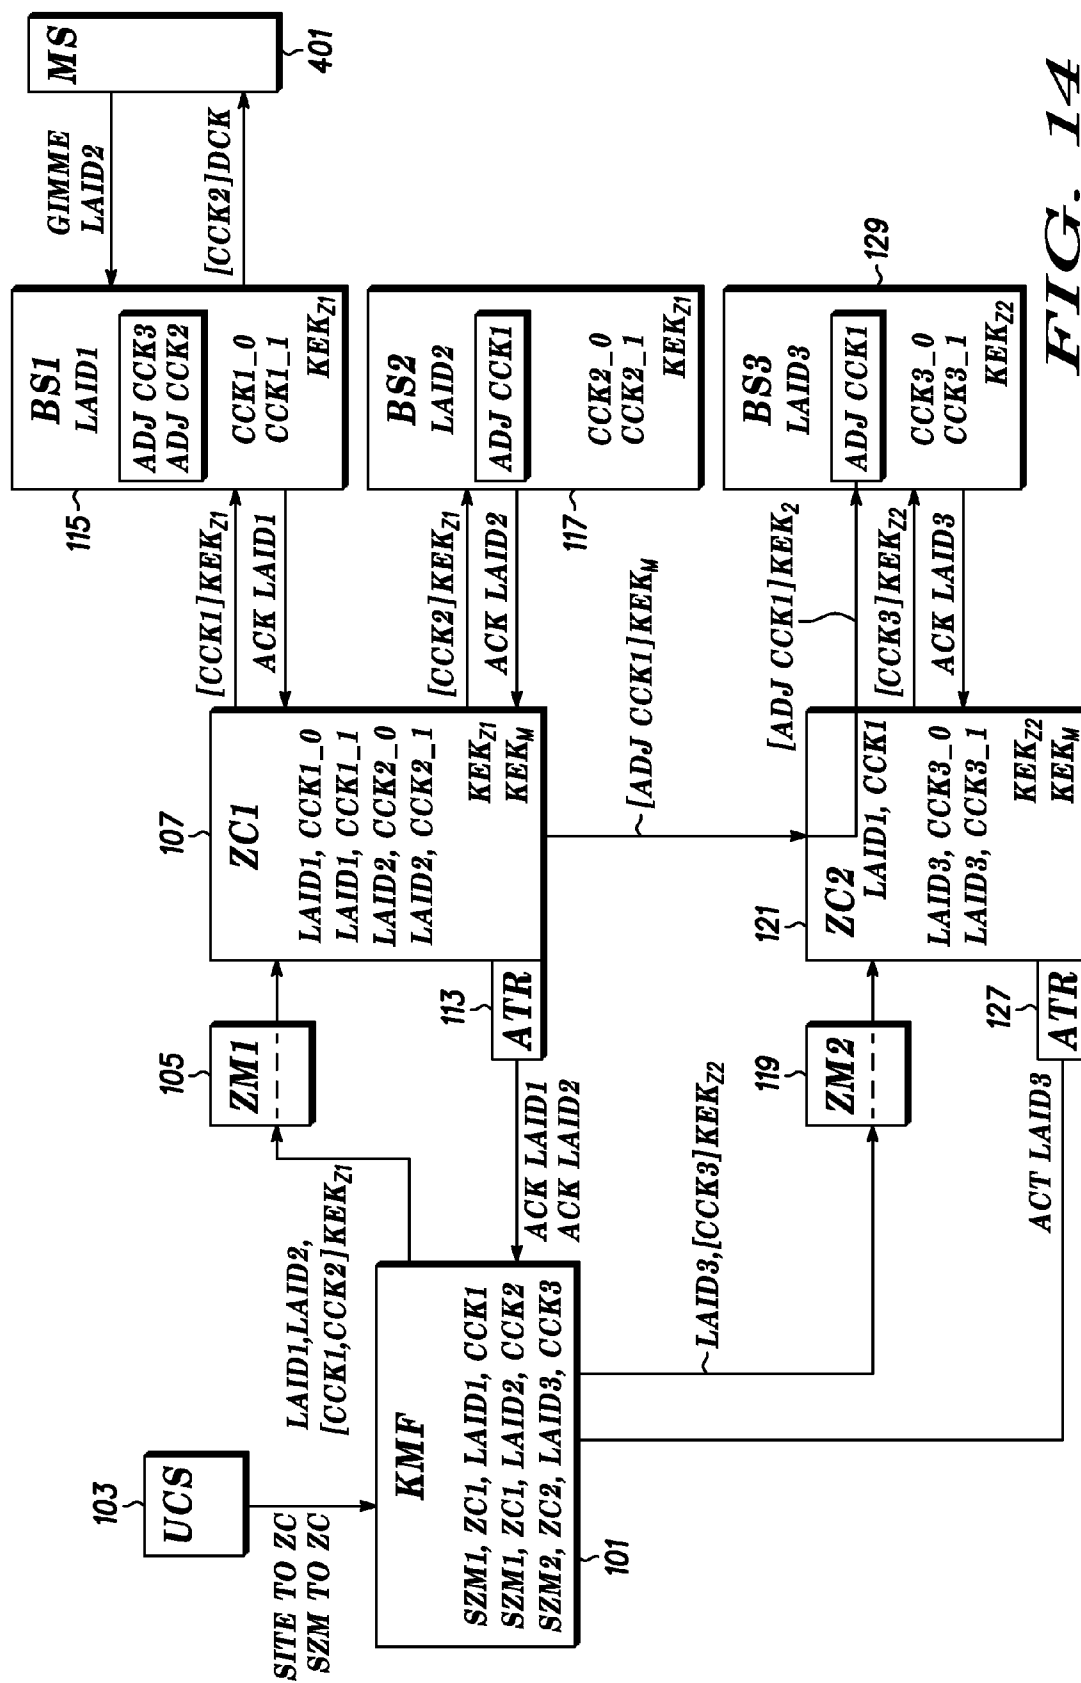 UCS
103
SITE TO ZC
SZM TO ZC
KMF
SZM1, ZC1, LAID1, CCK1
SZM1, ZC1, LAID2, CCK2
SZM2, ZC2, LAID3, CCK3
101
LAID1,LAID2,
[CCK1,CCK2]KEKZ1
ZM1
105
ACK LAID1
ACK LAID2
LAID3,[CCK3]KEKZ2
ZM2
119
ACT LAID3
ZC1
107
LAID1, CCK1_0
LAID1, CCK1_1
LAID2, CCK2_0
LAID2, CCK2_1
KEKZ1
KEKM
ATR
113
[ADJ CCK1]KEKM
ZC2
121
LAID1, CCK1
LAID3, CCK3_0
LAID3, CCK3_1
KEKZ2
KEKM
ATR
127
[CCK1]KEKZ1
ACK LAID1
[CCK2]KEKZ1
ACK LAID2
[ADJ CCK1]KEK2
[CCK3]KEKZ2
ACK LAID3
BS1
LAID1
ADJ CCK3
ADJ CCK2
CCK1_0
CCK1_1
KEKZ1
115
BS2
LAID2
ADJ CCK1
CCK2_0
CCK2_1
KEKZ1
117
BS3
LAID3
ADJ CCK1
CCK3_0
CCK3_1
KEKZ2
129
GIMME
LAID2
[CCK2]DCK
MS
401
FIG. 14